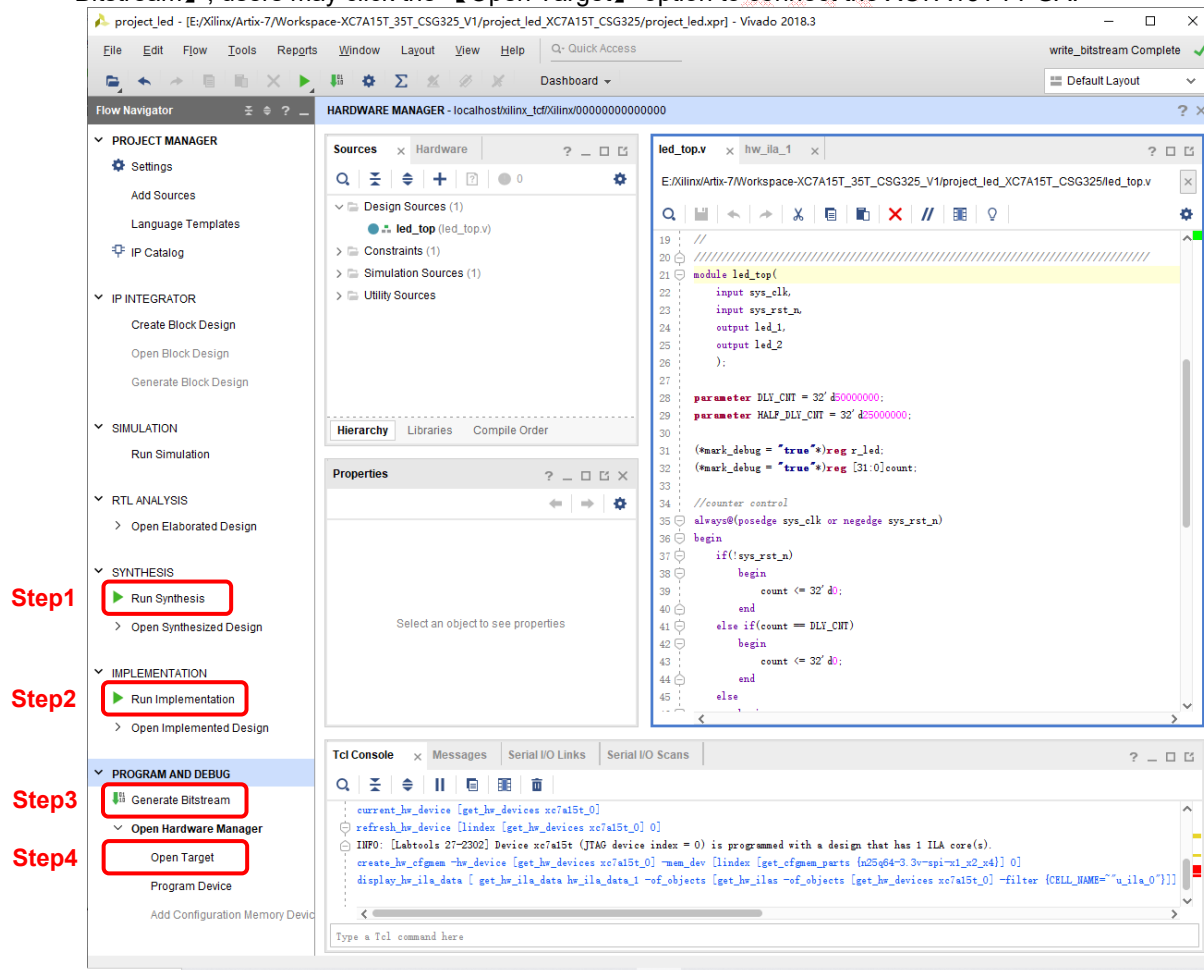 Bitstream】, users may click the 【Open Target】 option to connect the
project_led - [E:/Xilinx/Artix-7/Workspace-XC7A15T_35T_CSG325_V1/project_led_XC7A15T_CSG325/project_led.xpr] - Vivado 2018.3
File Edit Flow Tools Reports Window Layout View Help Q- Quick Access write_bitstream Complete
Dashboard Default Layout
Flow Navigator
HARDWARE MANAGER - localhost/xilinx_tcf/Xilinx/00000000000000
PROJECT MANAGER
Settings
Add Sources
Language Templates
IP Catalog
IP INTEGRATOR
Create Block Design
Open Block Design
Generate Block Design
SIMULATION
Run Simulation
RTL ANALYSIS
Open Elaborated Design
SYNTHESIS
Step1 Run Synthesis
Open Synthesized Design
IMPLEMENTATION
Step2 Run Implementation
Open Implemented Design
PROGRAM AND DEBUG
Step3 Generate Bitstream
Open Hardware Manager
Step4 Open Target
Program Device
Add Configuration Memory Devic
Sources Hardware
0
Design Sources (1)
led_top (led_top.v)
Constraints (1)
Simulation Sources (1)
Utility Sources
Hierarchy Libraries Compile Order
Properties
Select an object to see properties
led_top.v hw_ila_1
E:/Xilinx/Artix-7/Workspace-XC7A15T_35T_CSG325_V1/project_led_XC7A15T_CSG325/led_top.v
19 //
20 //////////////////////////////////////////////////////////////////////////////////
21 module led_top(
22 input sys_clk,
23 input sys_rst_n,
24 output led_1,
25 output led_2
26 );
27
28 parameter DLY_CNT = 32'd50000000;
29 parameter HALF_DLY_CNT = 32'd25000000;
30
31 (*mark_debug = "true"*)reg r_led;
32 (*mark_debug = "true"*)reg [31:0]count;
33
34 //counter control
35 always@(posedge sys_clk or negedge sys_rst_n)
36 begin
37 if(!sys_rst_n)
38 begin
39 count <= 32'd0;
40 end
41 else if(count == DLY_CNT)
42 begin
43 count <= 32'd0;
44 end
45 else
Tcl Console Messages Serial I/O Links Serial I/O Scans
current_hw_device [get_hw_devices xc7a15t_0]
refresh_hw_device [lindex [get_hw_devices xc7a15t_0] 0]
INFO: [Labtools 27-2302] Device xc7a15t (JTAG device index = 0) is programmed with a design that has 1 ILA core(s).
create_hw_cfgmem -hw_device [get_hw_devices xc7a15t_0] -mem_dev [lindex [get_cfgmem_parts {n25q64-3.3v-spi-x1_x2_x4}] 0]
display_hw_ila_data [ get_hw_ila_data hw_ila_data_1 -of_objects [get_hw_ilas -of_objects [get_hw_devices xc7a15t_0] -filter {CELL_NAME=~"u_ila_0"}]]
Type a Tcl command here